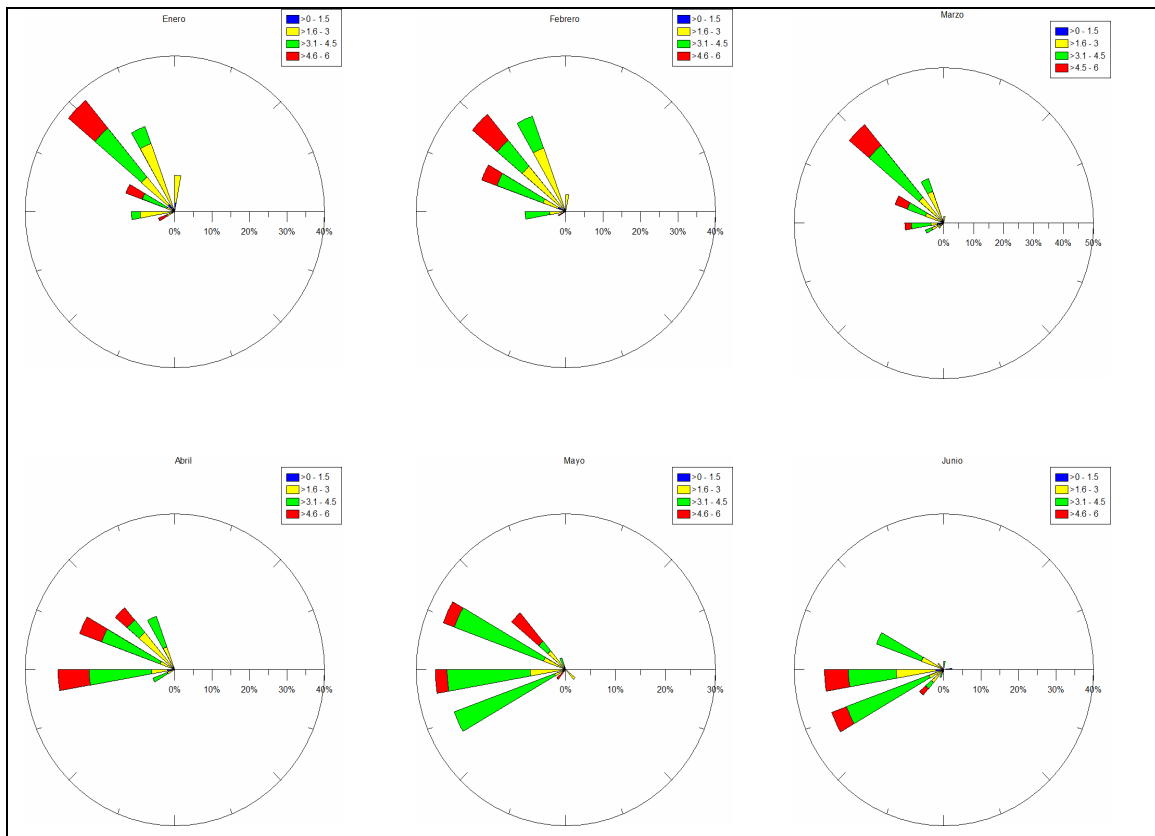 Enero
>0 - 1.5
>1.6 - 3
>3.1 - 4.5
>4.6 - 6
0% 10% 20% 30% 40%
Febrero
>0 - 1.5
>1.6 - 3
>3.1 - 4.5
>4.6 - 6
0% 10% 20% 30% 40%
Marzo
>0 - 1.5
>1.6 - 3
>3.1 - 4.5
>4.5 - 6
0% 10% 20% 30% 40% 50%
Abril
>0 - 1.5
>1.6 - 3
>3.1 - 4.5
>4.6 - 6
0% 10% 20% 30% 40%
Mayo
>0 - 1.5
>1.6 - 3
>3.1 - 4.5
>4.6 - 6
0% 10% 20% 30%
Junio
>0 - 1.5
>1.6 - 3
>3.1 - 4.5
>4.6 - 6
0% 10% 20% 30% 40%